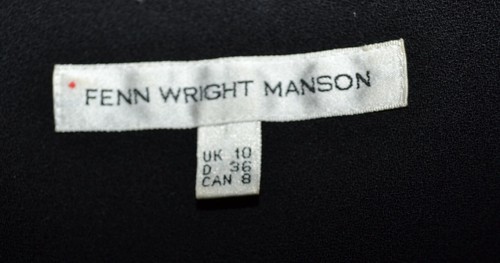 FENN WRIGHT MANSON
UK 10
D 36
CAN 8